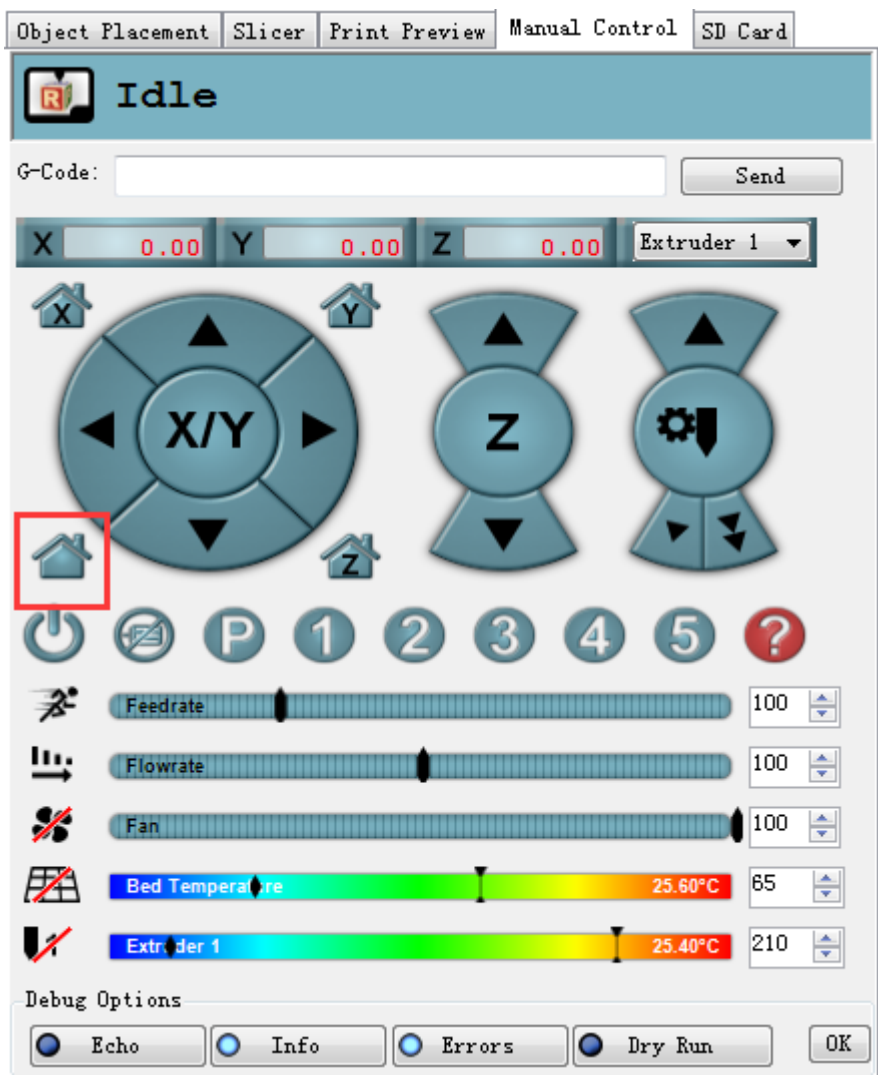 Object Placement Slicer Print Preview Manual Control SD Card
R Idle
G-Code: Send
X 0.00 Y 0.00 Z 0.00 Extruder 1
X Y
X/Y Z
Z
P 1 2 3 4 5 ?
Feedrate 100
Flowrate 100
Fan 100
Bed Temperature 25.60°C 65
1 Extruder 1 25.40°C 210
Debug Options
Echo Info Errors Dry Run OK